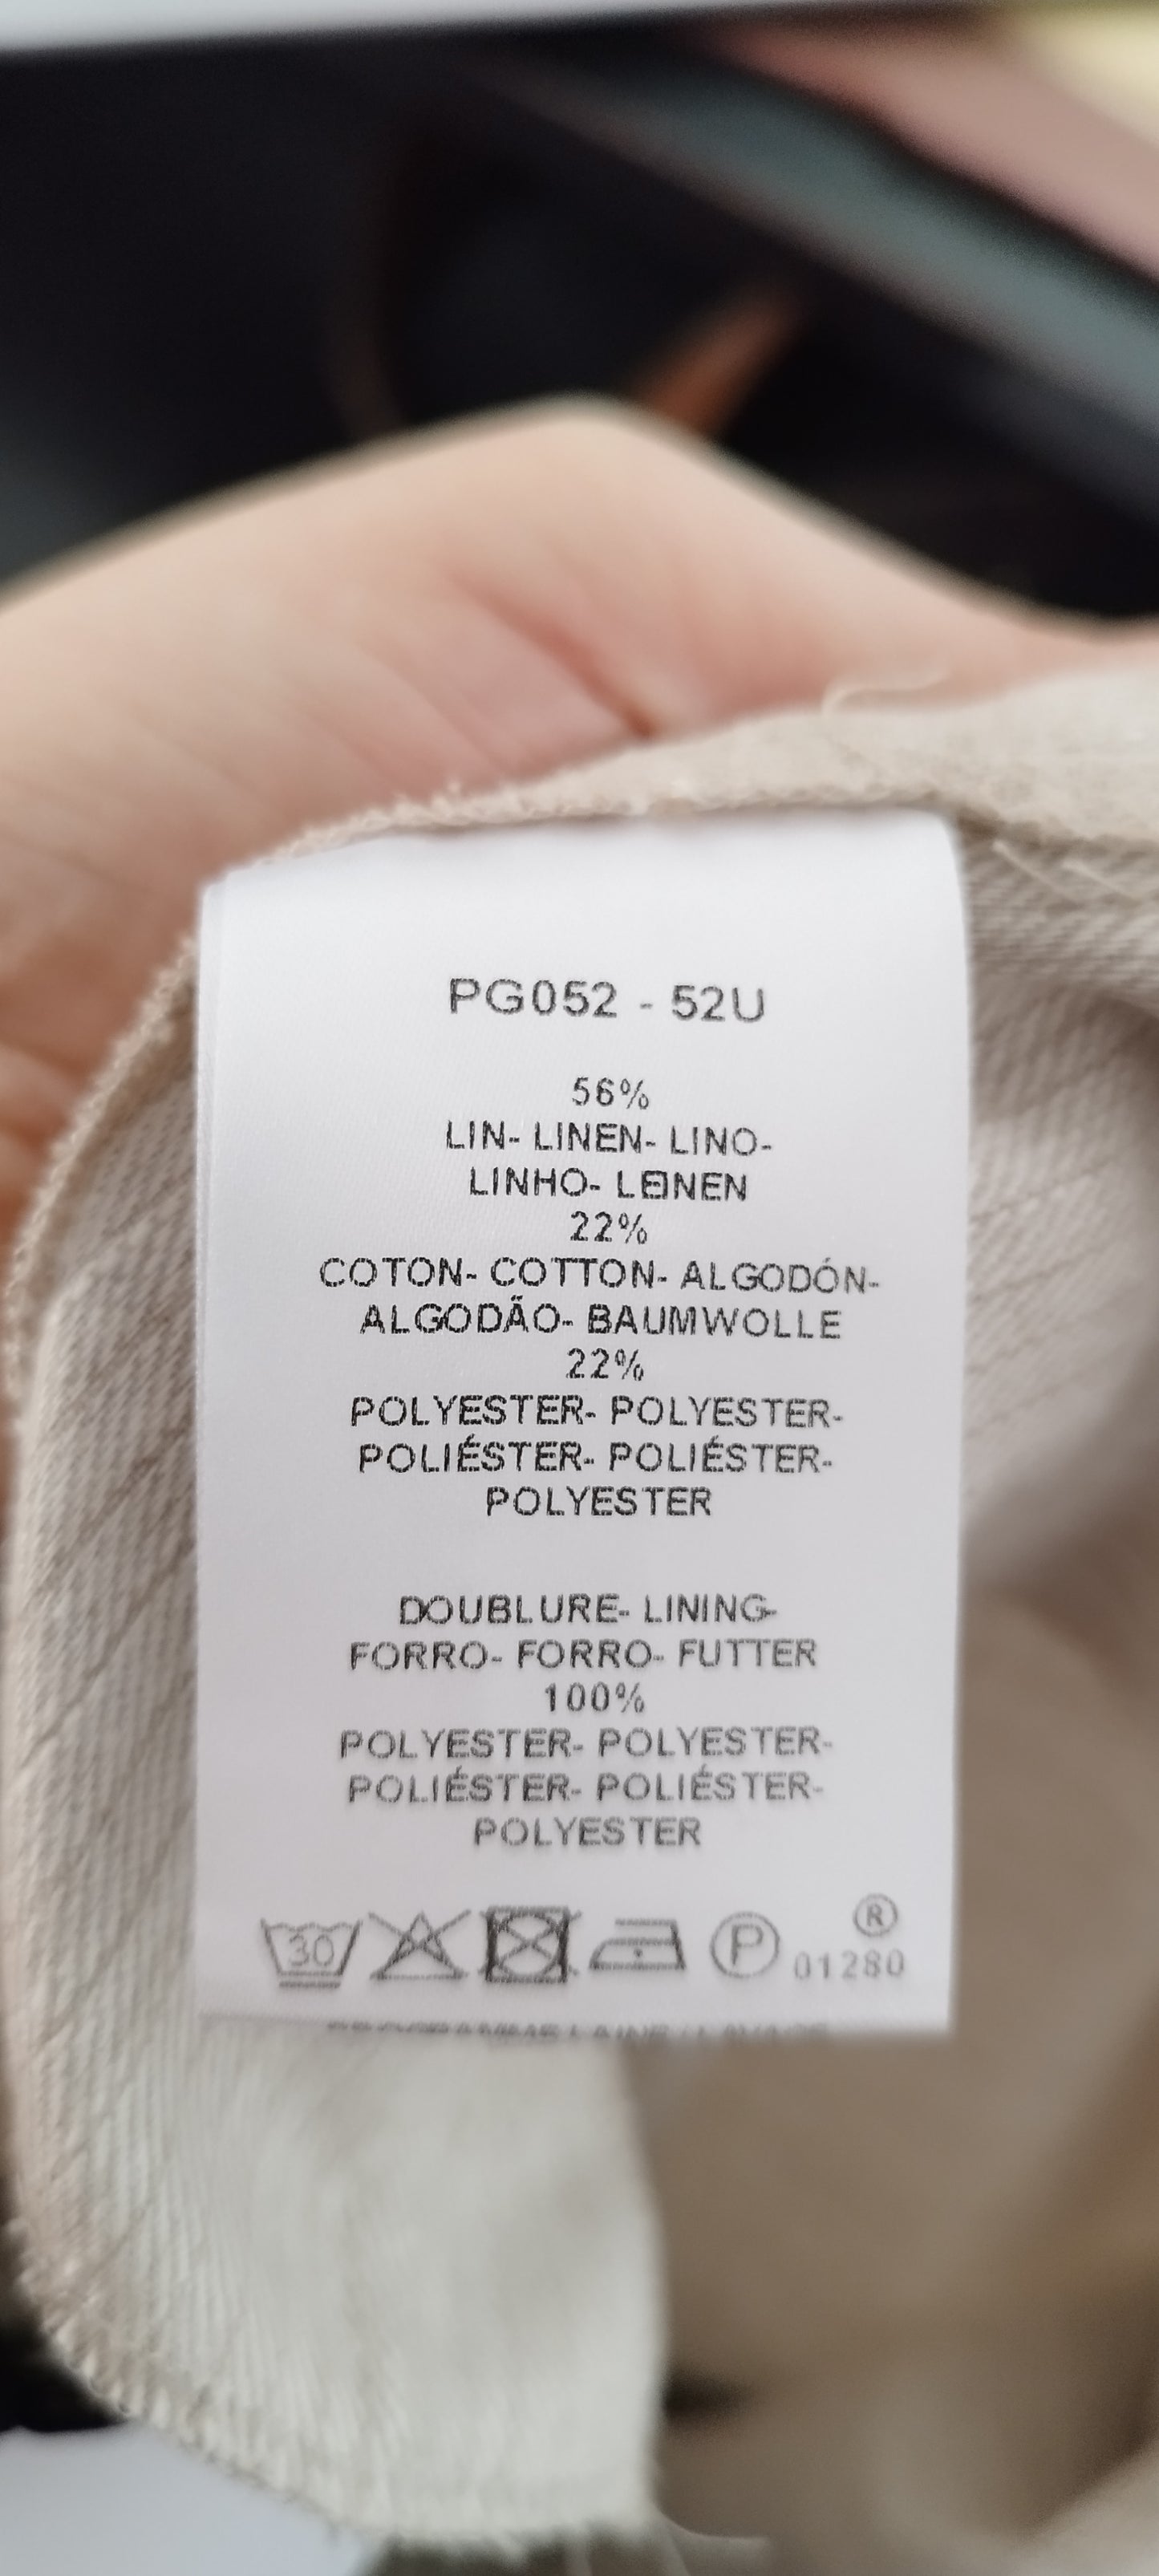 PG052 - 52U
56%
LIN- LINEN- LINO-
LINHO- LEINEN
22%
COTON- COTTON- ALGODÓN-
ALGODÃO- BAUMWOLLE
22%
POLYESTER- POLYESTER-
POLIÉSTER- POLIÉSTER-
POLYESTER
DOUBLURE- LINING-
FORRO- FORRO- FUTTER
100%
POLYESTER- POLYESTER-
POLIÉSTER- POLIÉSTER-
POLYESTER
®
30 P 01280